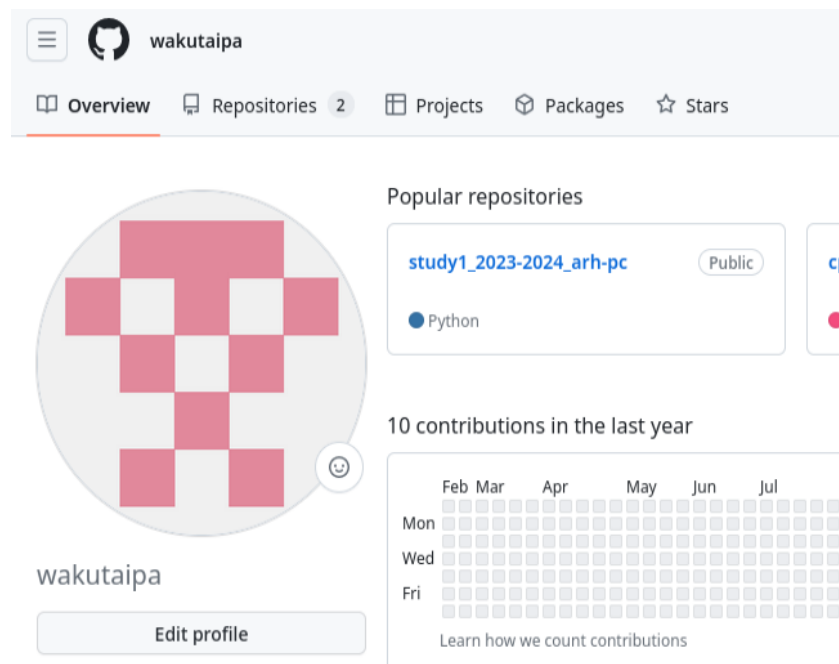 wakutaipa
Overview Repositories 2 Projects Packages Stars
Popular repositories
study1_2023-2024_arh-pc Public
Python
10 contributions in the last year
Feb Mar Apr May Jun Jul
Mon
Wed
Fri
Learn how we count contributions
wakutaipa
Edit profile